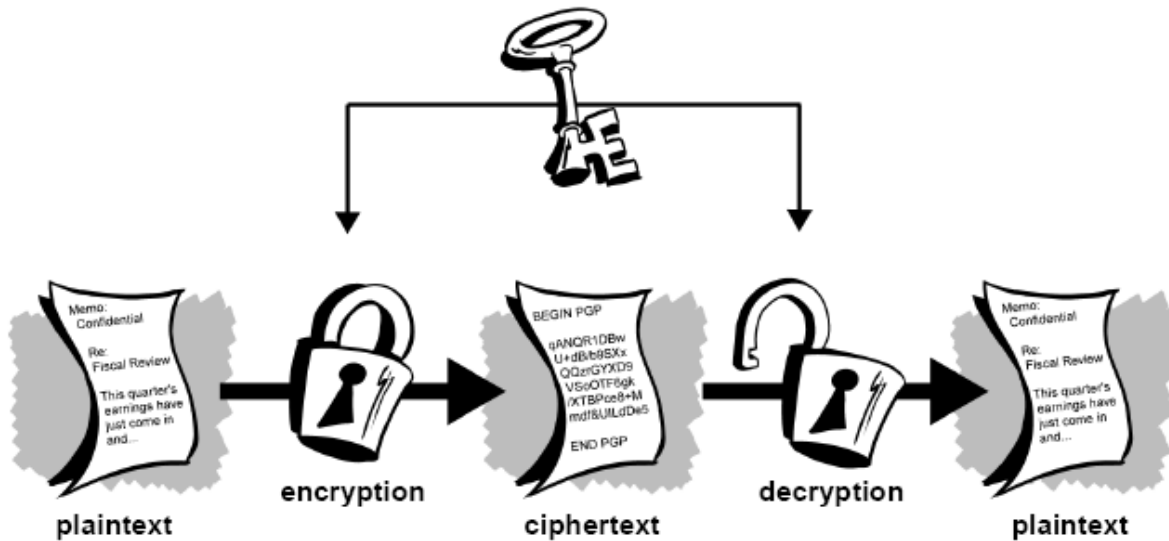 Memo:
Confidential
Re:
Fiscal Review
This quarter's
earnings have
just come in
and...
BEGIN PGP
qANQR1DBw
U+dB/b9SXx
QQzrGYXD9
VSoOTF6gk
/XTBPce8+M
mdf&UlLdDe5
END PGP
Memo:
Confidential
Re:
Fiscal Review
This quarter's
earnings have
just come in
and...
encryption
decryption
plaintext
ciphertext
plaintext